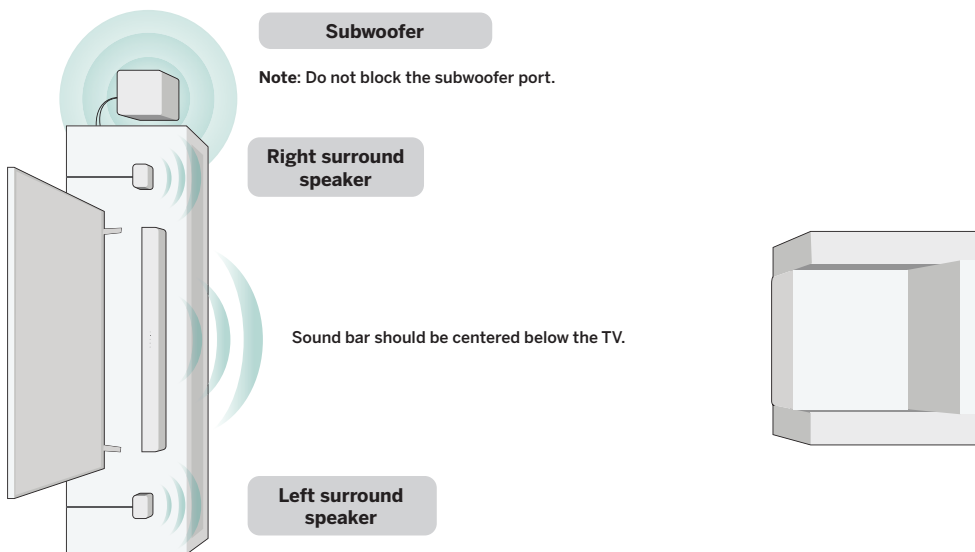 Subwoofer
Note: Do not block the subwoofer port.
Right surround
speaker
Sound bar should be centered below the TV.
Left surround
speaker